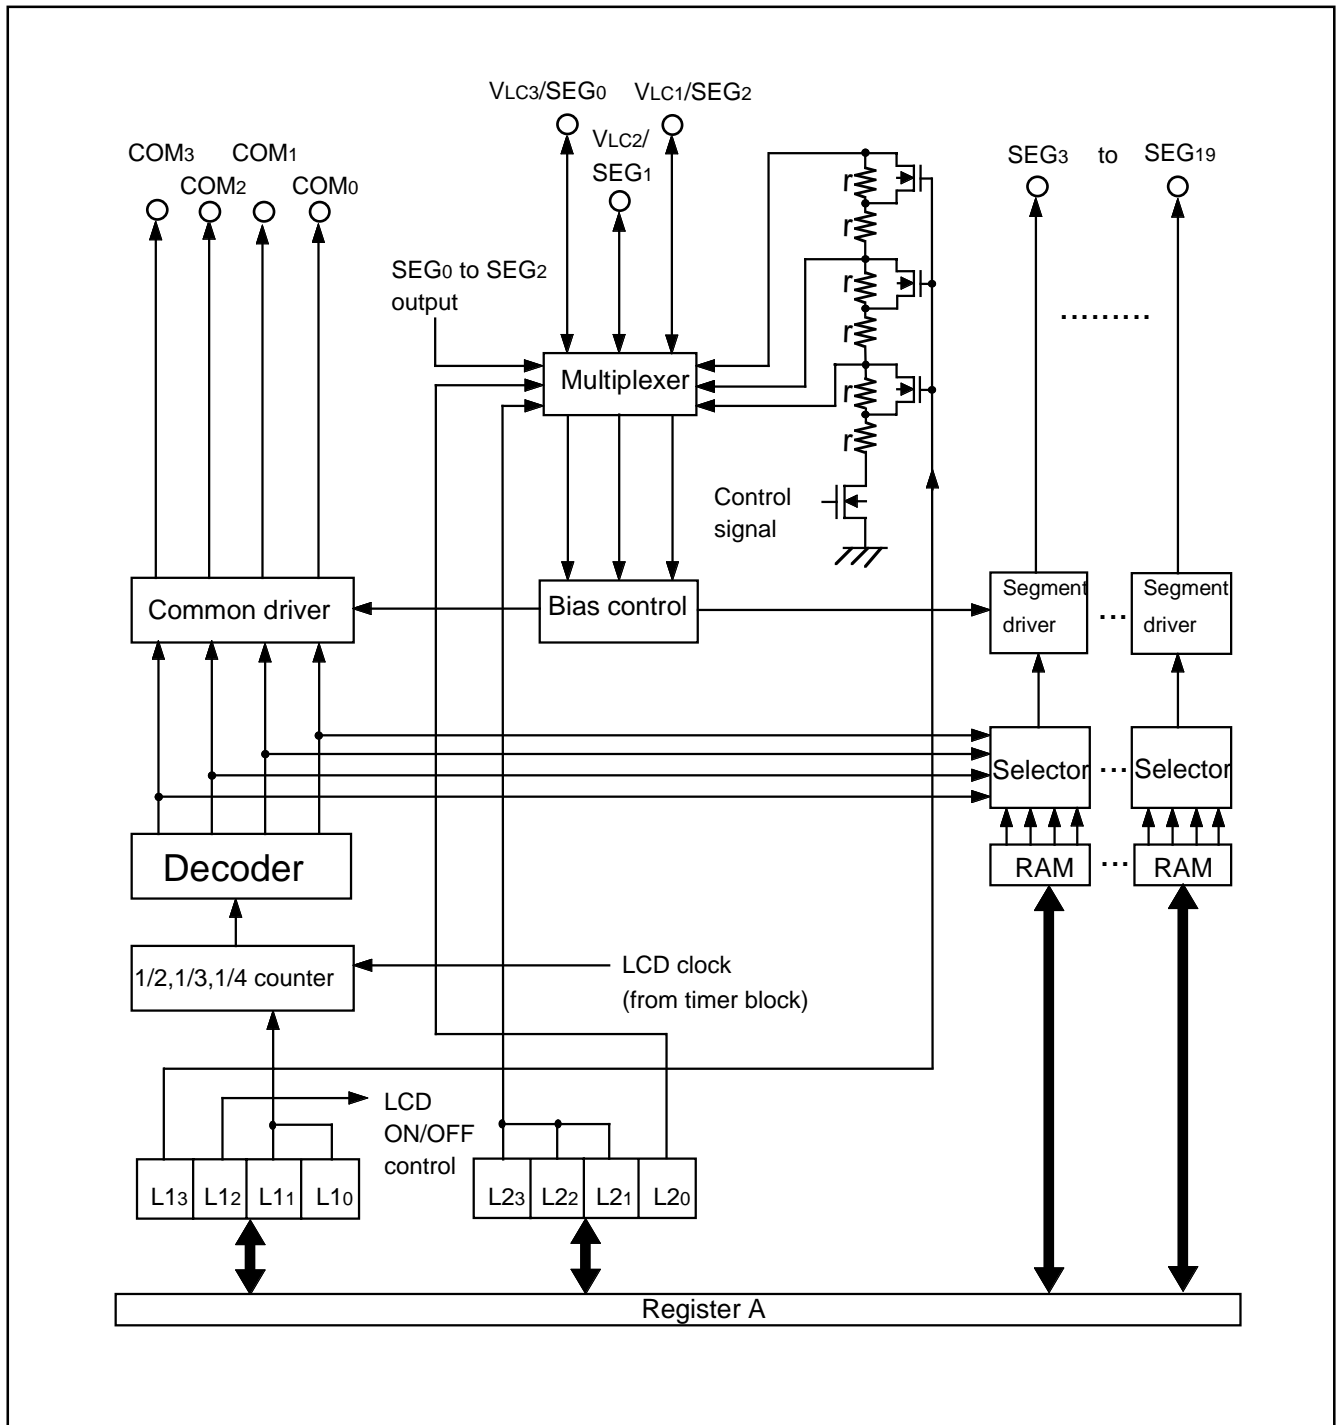 VLC3/SEG0 VLC1/SEG2
VLC2/
SEG1
COM3 COM1
COM2 COM0
SEG3 to SEG19
r
r
r
r
r
r
SEG0 to SEG2
output
Multiplexer
Control
signal
Common driver
Bias control
Segment
driver
...
Segment
driver
Selector ... Selector
Decoder
RAM ... RAM
1/2,1/3,1/4 counter
LCD clock
(from timer block)
LCD
ON/OFF
control
L13 L12 L11 L10
L23 L22 L21 L20
Register A